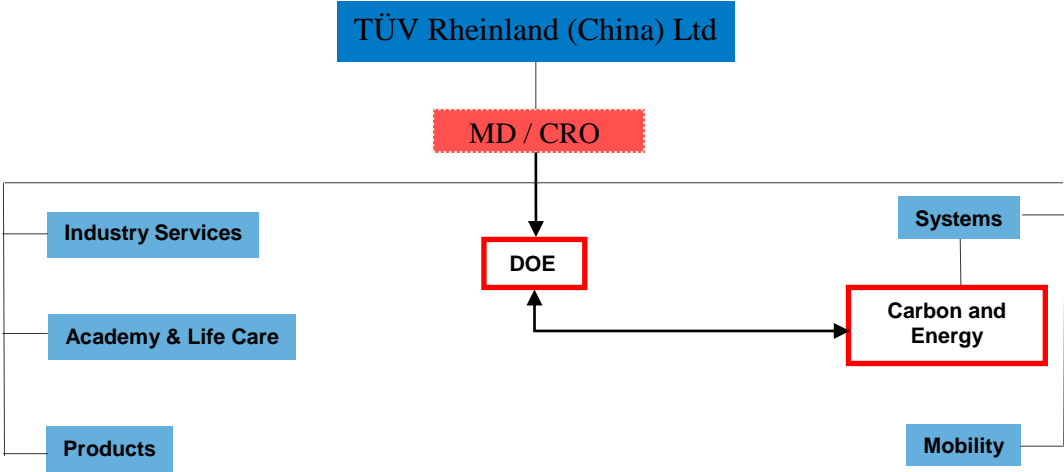 TÜV Rheinland (China) Ltd
MD / CRO
Industry Services
Systems
DOE
Carbon and
Energy
Academy & Life Care
Products
Mobility